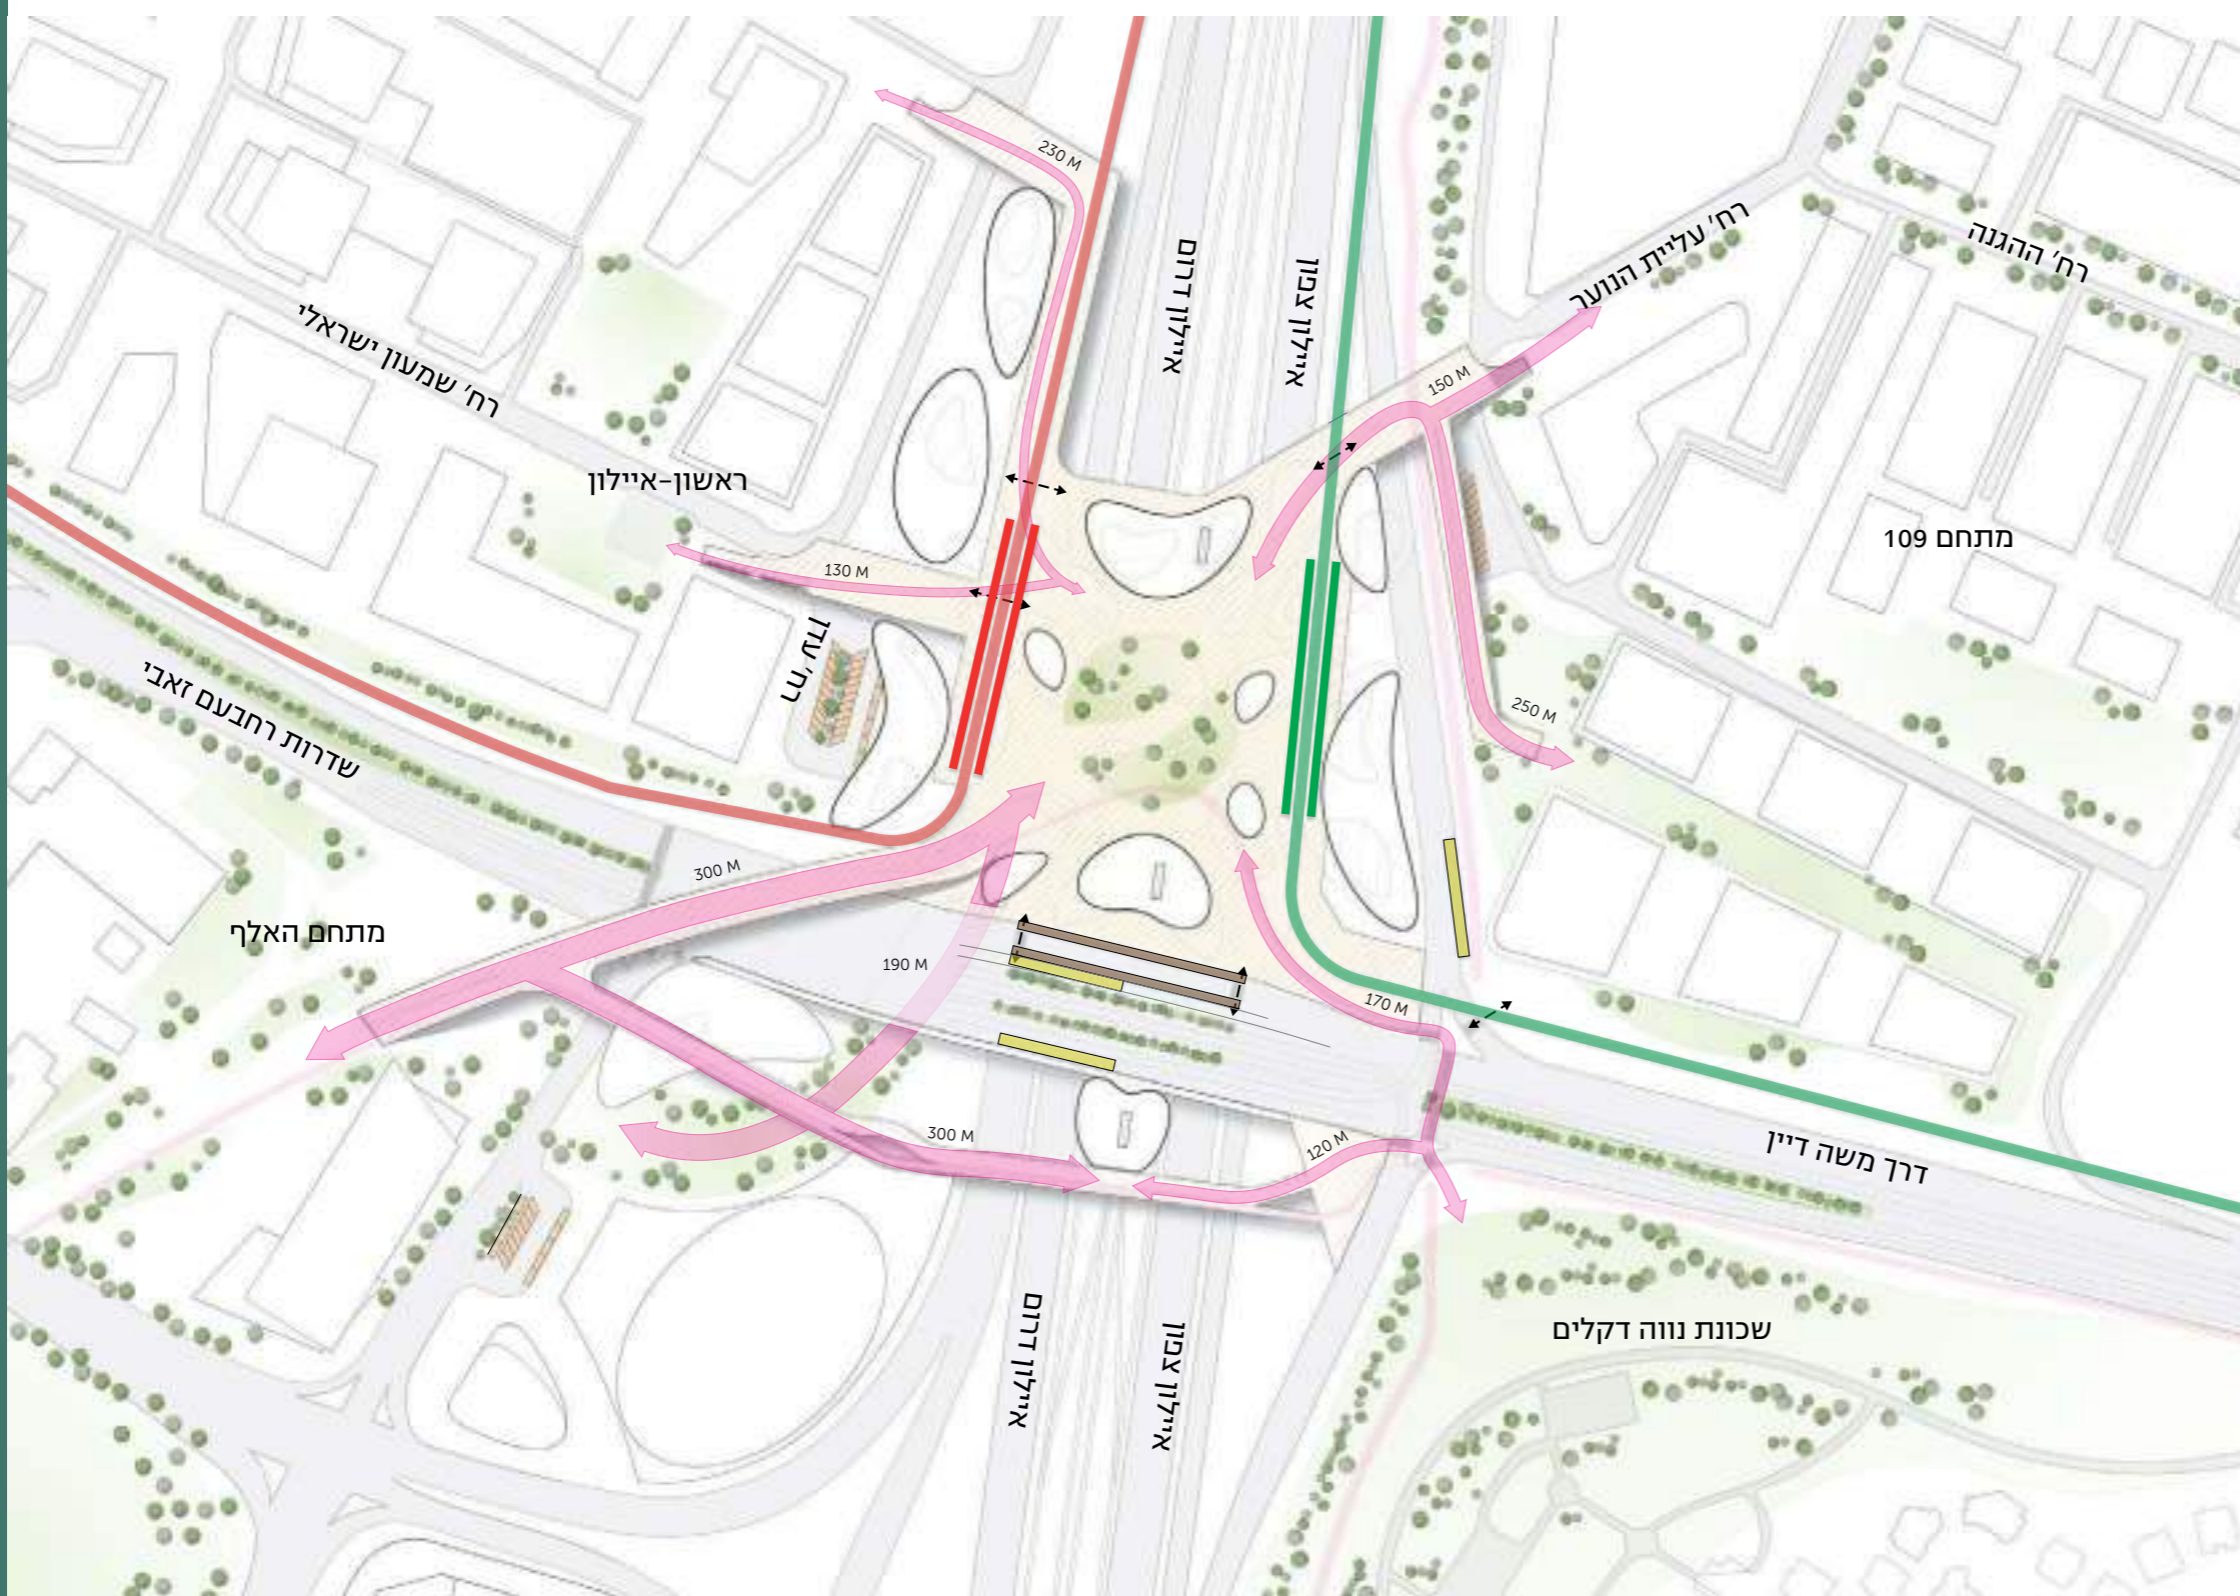 230 M
רח' עליית הנוער
רח' ההגנה
איילון דרום
איילון צפון
רח' שמעון ישראלי
150 M
ראשון-איילון
מתחם 109
130 M
רח' עדן
שדרות רחבעם זאבי
250 M
300 M
מתחם האלף
190 M
170 M
300 M
120 M
דרך משה דיין
שכונת נווה דקלים
איילון דרום
איילון צפון